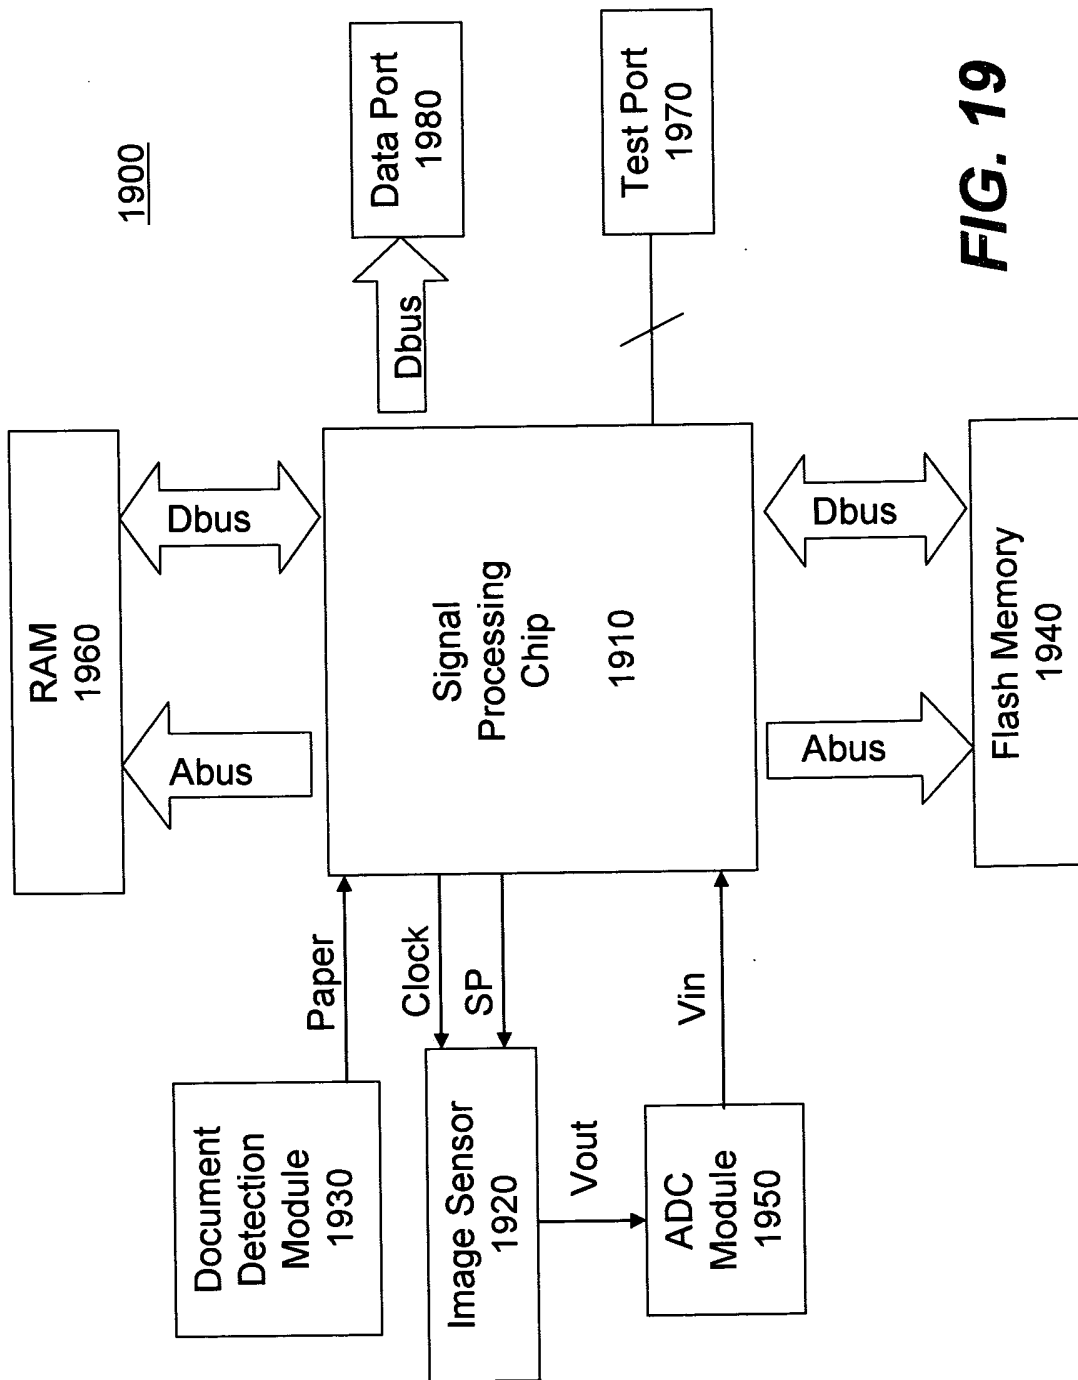 RAM
1960
1900
Abus
Dbus
Document
Detection
Module
1930
Paper
Data Port
1980
Dbus
Clock
SP
Image Sensor
1920
Signal
Processing
Chip
1910
Vout
Test Port
1970
ADC
Module
1950
Vin
Abus
Dbus
Flash Memory
1940
FIG. 19